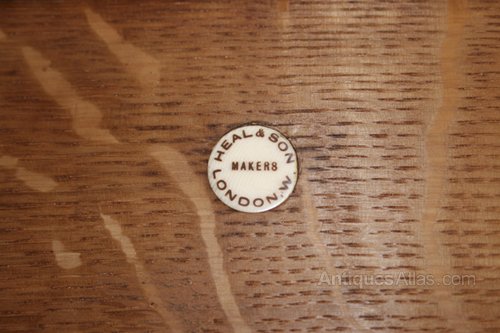 HEAL & SON
MAKERS
LONDON.W.
AntiquesAtlas.com